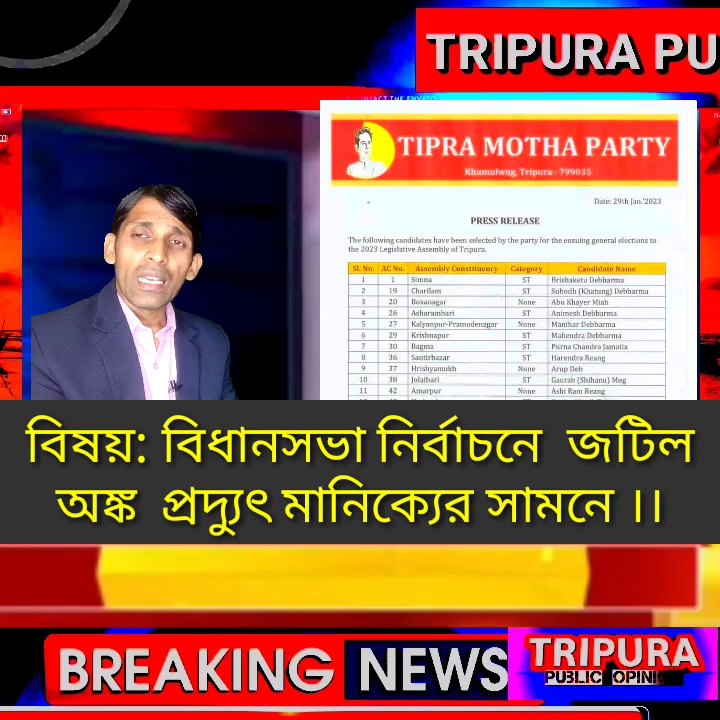 TRIPURA PU
TIPRA MOTHA PARTY
Khumulwng, Tripura - 799035
Date: 29th Jan.'2023
PRESS RELEASE
The following candidates have been selected by the party for the ensuing general elections to
the 2023 Legislative Assembly of Tripura.
Sl. No. AC No. Assembly Constituency Category Candidate Name
1 1 Simna ST Brishaketu Debbarma
2 19 Charilam ST Subodh (Khatung) Debbarma
3 20 Boxanagar None Abu Khayer Miah
4 26 Asharambari ST Animesh Debbarma
5 27 Kalyanpur-Pramodenagar None Manihar Debbarma
6 29 Krishnapur ST Mahendra Debbarma
7 30 Bagma ST Purna Chandra Jamatia
8 36 Santirbazar ST Harendra Reang
9 37 Hrishyamukh None Arup Deb
10 38 Jolaibari ST Gaurab (Shihanu) Mog
11 42 Amarpur None Ashi Ram Reang
বিষয়: বিধানসভা নির্বাচনে জটিল
অঙ্ক প্রদ্যুৎ মানিক্যের সামনে ।।
BREAKING NEWS
TRIPURA
PUBLIC OPINI